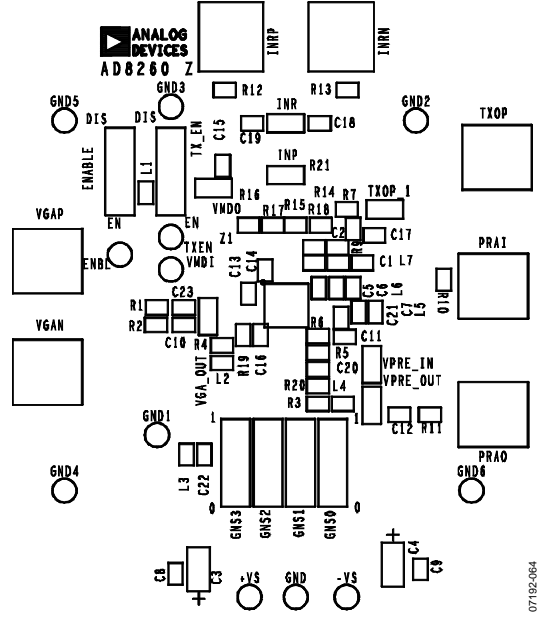 ANALOG
DEVICES
AD8260 Z
INRP
INRN
R12
R13
GND5
GND3
GND2
TXOP
DIS
DIS
C15
TX_EN
C19
INR
C18
ENABLE
L1
INP
R21
VMDO
R16
R17
R15
R14
R18
R7
TXOP_1
VGAP
EN
EN
Z1
C2
R9
C17
PRAI
TXEN
VMDI
ENBL
C13
C14
C1
L7
R10
C5
C6
L6
C7
L5
C21
R1
C23
R2
C10
R4
R6
R5
C11
VGAN
VGA_OUT
L2
R19
C16
C20
VPRE_IN
R20
L4
VPRE_OUT
R3
C12
R11
GND1
1
1
PRAO
GND4
L3
C22
GND6
0
0
GNS3
GNS2
GNS1
GNS0
C8
C3
+
+VS
GND
-VS
+
C4
C9
07192-064